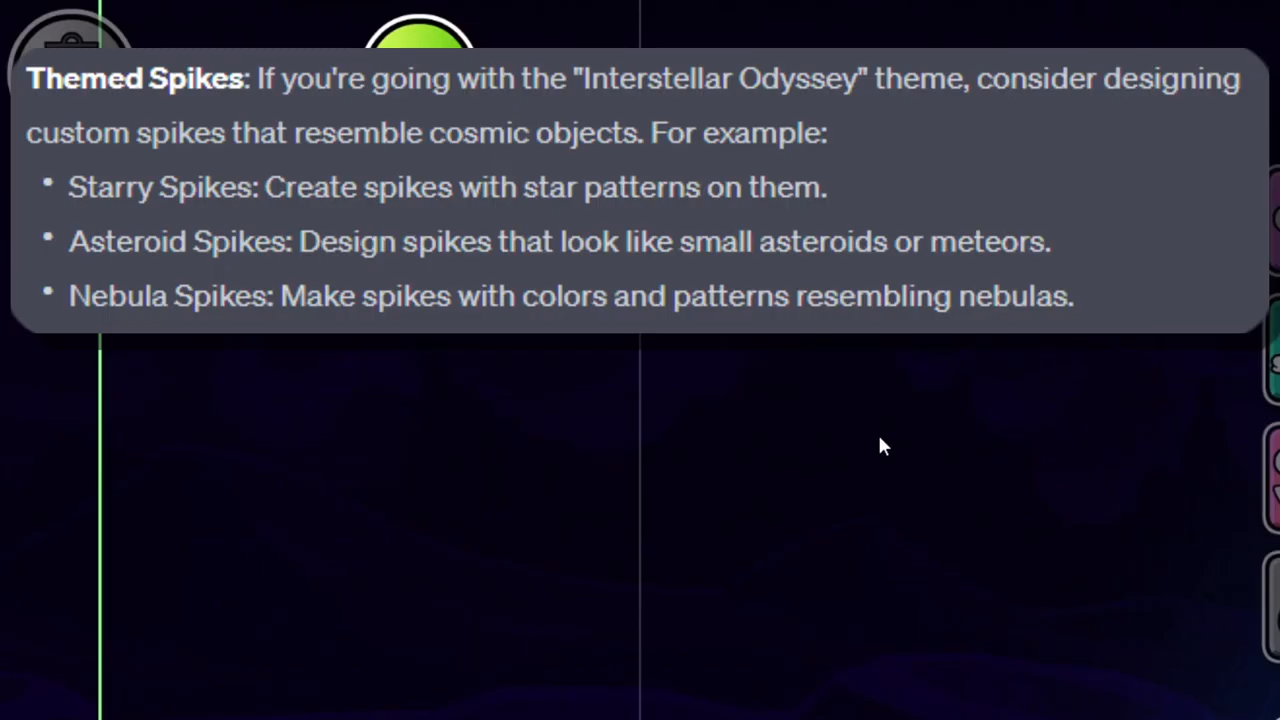 Themed Spikes: If you're going with the "Interstellar Odyssey" theme, consider designing
custom spikes that resemble cosmic objects. For example:
• Starry Spikes: Create spikes with star patterns on them.
• Asteroid Spikes: Design spikes that look like small asteroids or meteors.
• Nebula Spikes: Make spikes with colors and patterns resembling nebulas.